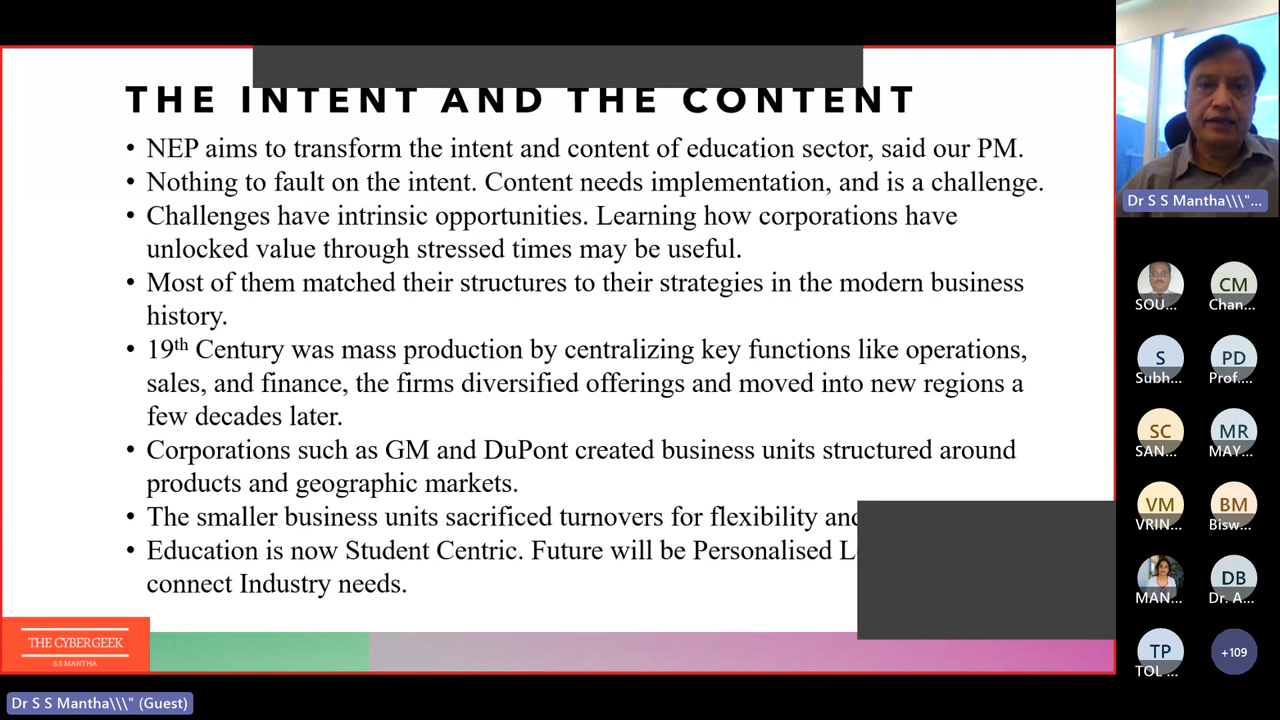 THE INTENT AND THE CONTENT
• NEP aims to transform the intent and content of education sector, said our PM.
• Nothing to fault on the intent. Content needs implementation, and is a challenge.
• Challenges have intrinsic opportunities. Learning how corporations have
unlocked value through stressed times may be useful.
• Most of them matched their structures to their strategies in the modern business
history.
• 19th Century was mass production by centralizing key functions like operations,
sales, and finance, the firms diversified offerings and moved into new regions a
few decades later.
• Corporations such as GM and DuPont created business units structured around
products and geographic markets.
• The smaller business units sacrificed turnovers for flexibility and
• Education is now Student Centric. Future will be Personalised
connect Industry needs.
THE CYBERGEEK
S S MANTHA
Dr S S Mantha\\\" (Guest)
Dr S S Mantha\\\"...
SOU...
CM
Chan...
S
Subh...
PD
Prof....
SC
SAN...
MR
MAY...
VM
VRIN...
BM
Bisw...
MAN...
DB
Dr. A...
TP
TOL ...
+109